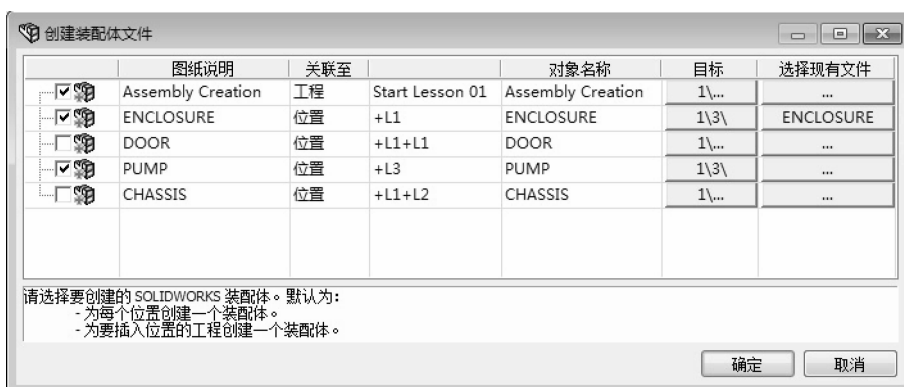 创建装配体文件
图纸说明 关联至 对象名称 目标 选择现有文件
Assembly Creation 工程 Start Lesson 01 Assembly Creation 1\... ...
ENCLOSURE 位置 +L1 ENCLOSURE 1\3\ ENCLOSURE
DOOR 位置 +L1+L1 DOOR 1\... ...
PUMP 位置 +L3 PUMP 1\3\ ...
CHASSIS 位置 +L1+L2 CHASSIS 1\... ...
请选择要创建的 SOLIDWORKS 装配体。默认为:
- 为每个位置创建一个装配体。
- 为要插入位置的工程创建一个装配体。
确定 取消